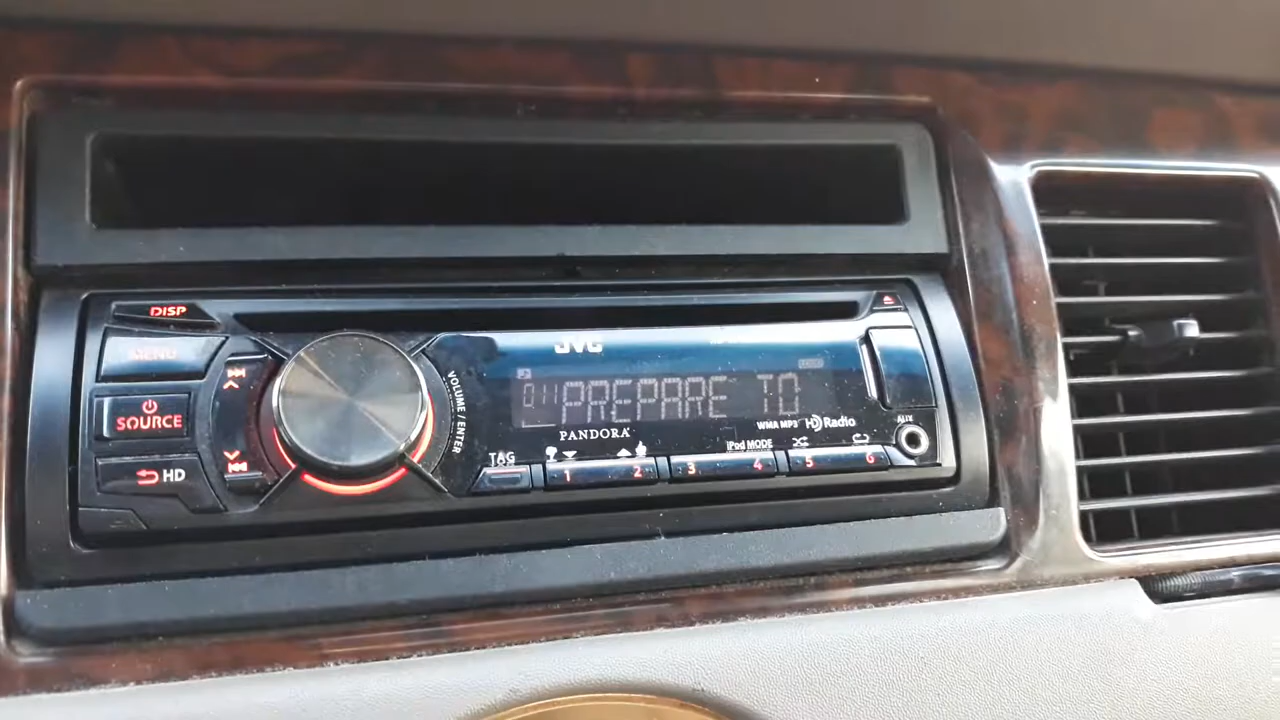 DISP
MENU
SOURCE
HD
VOLUME / ENTER
JVC
011 PREPARE TO
PANDORA
WMA MP3 HD Radio
AUX
TAG
iPod MODE
1 2 3 4 5 6